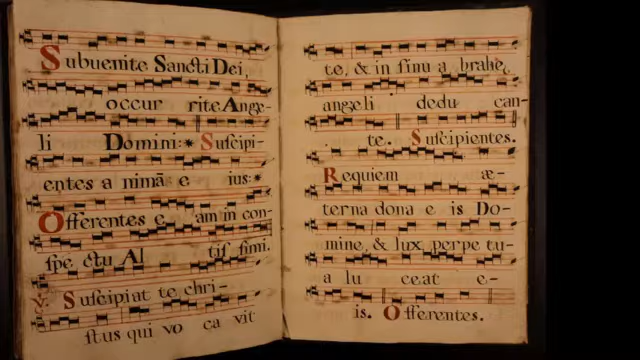 Subuenite Sancti Dei,
occur rite Ange-
li Domini:* Suscipi-
entes a nimā e ius:*
Offerentes e am in con-
spe ctu Al tis simi.
℣. Suscipiat te chri-
stus qui vo ca vit
te, & in sinu a brahę
angeli dedu can-
te. Suscipientes.
Requiem æ-
terna dona e is Do-
mine, & lux perpe tu-
a lu ceat e-
is. Offerentes.